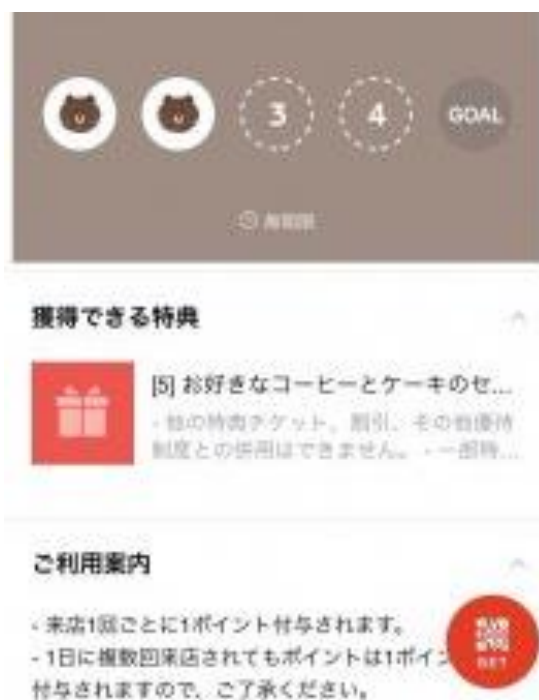 3 4 GOAL
無期限
獲得できる特典
[5] お好きなコーヒーとケーキのセ...
- 他の特典チケット、割引、その他優待
制度との併用はできません。 - 一部特...
ご利用案内
- 来店1回ごとに1ポイント付与されます。
- 1日に複数回来店されてもポイントは1ポイン
付与されますので、ご了承ください。
GET